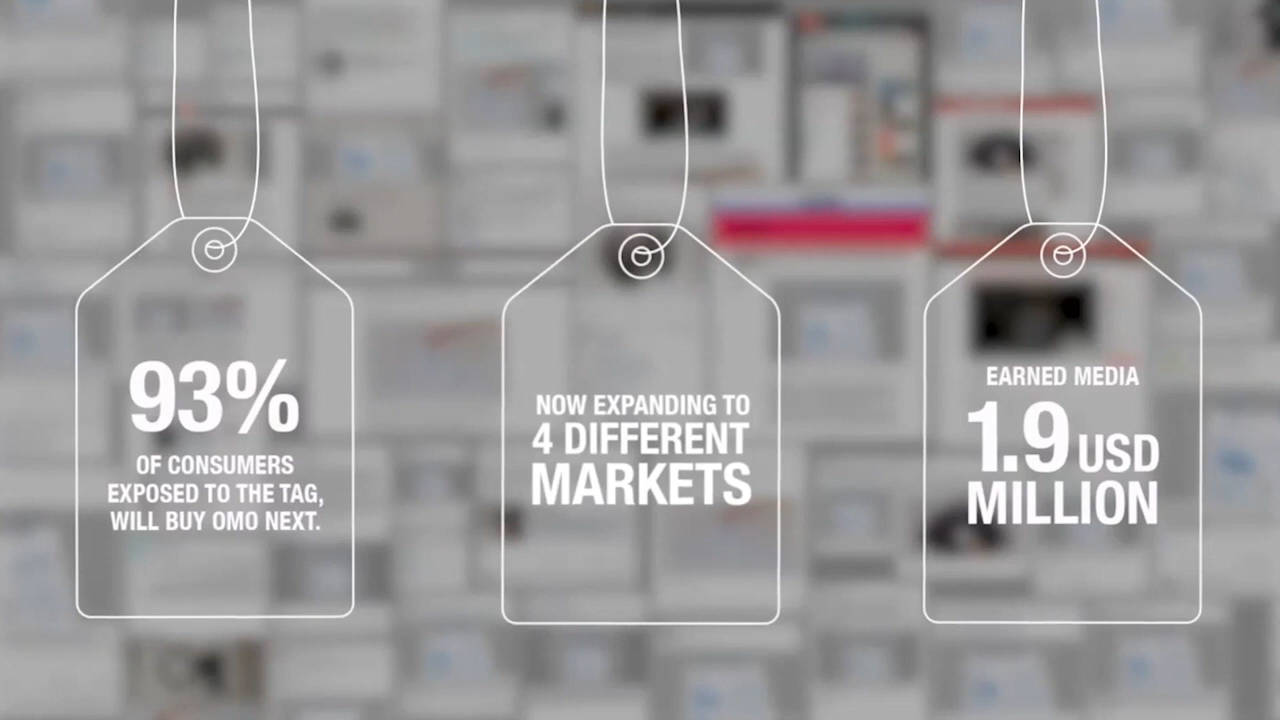 93%
OF CONSUMERS
EXPOSED TO THE TAG,
WILL BUY OMO NEXT.
NOW EXPANDING TO
4 DIFFERENT
MARKETS
EARNED MEDIA
1.9 USD
MILLION